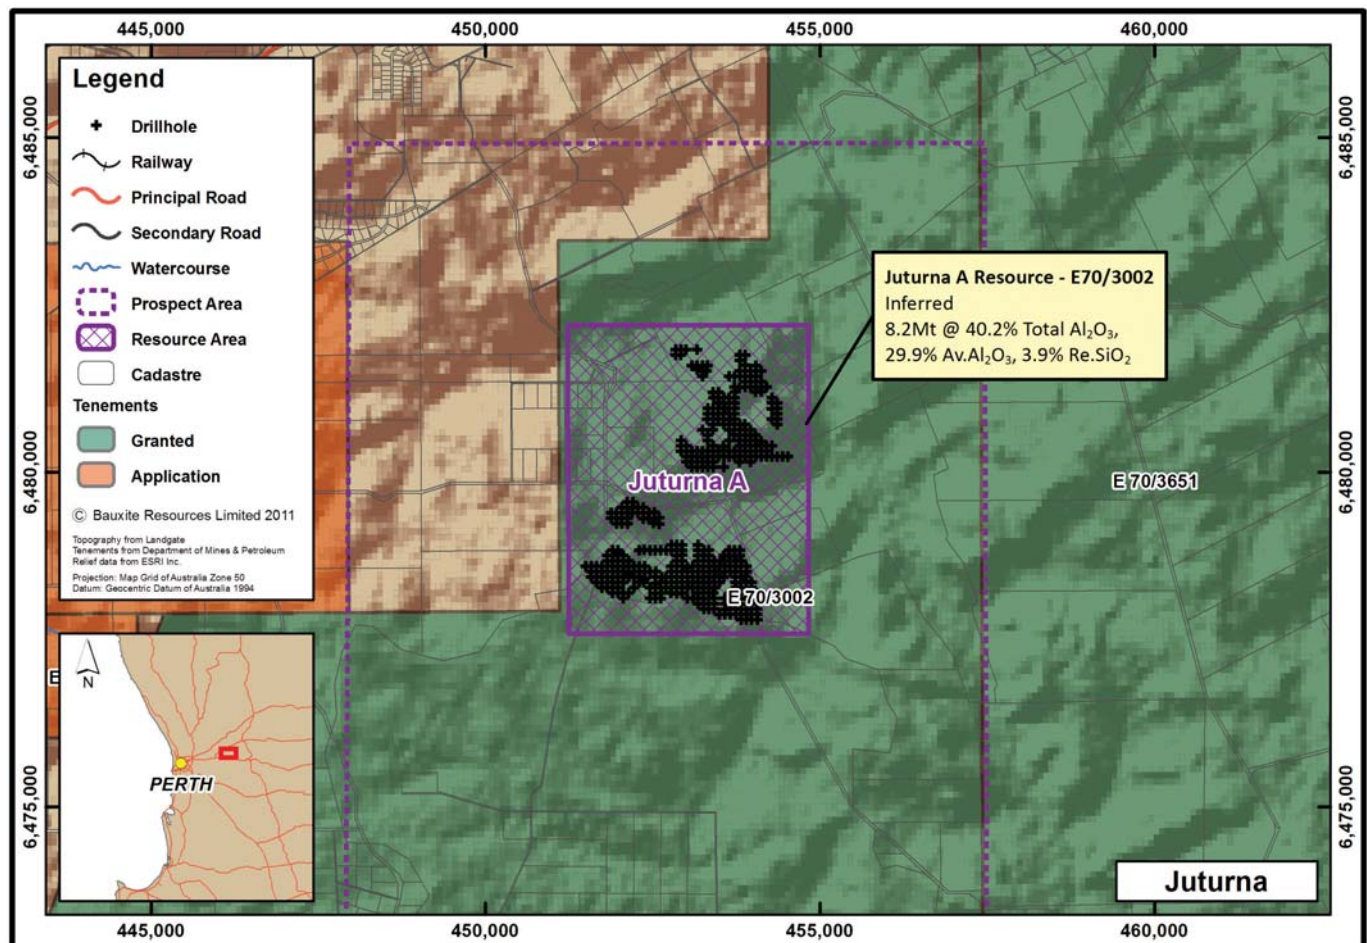 445,000
450,000
455,000
460,000
Legend
Drillhole
Railway
Principal Road
Secondary Road
Watercourse
Prospect Area
Resource Area
Cadastre
Tenements
Granted
Application
© Bauxite Resources Limited 2011
Topography from Landgate
Tenements from Department of Mines & Petroleum
Relief data from ESRI Inc.
Projection: Map Grid of Australia Zone 50
Datum: Geocentric Datum of Australia 1994
6,485,000
6,480,000
6,475,000
6,485,000
6,480,000
6,475,000
Juturna A Resource - E70/3002
Inferred
8.2Mt @ 40.2% Total Al₂O₃,
29.9% Av.Al₂O₃, 3.9% Re.SiO₂
Juturna A
E 70/3651
E 70/3002
E
N
PERTH
Juturna
445,000
450,000
455,000
460,000